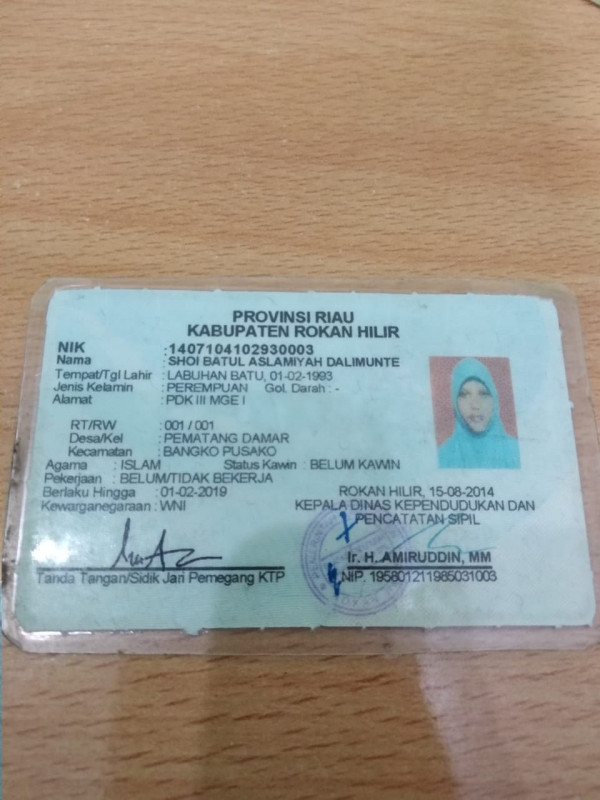 PROVINSI RIAU
KABUPATEN ROKAN HILIR
NIK : 1407104102930003
Nama : SHOI BATUL ASLAMIYAH DALIMUNTE
Tempat/Tgl Lahir : LABUHAN BATU, 01-02-1993
Jenis Kelamin : PEREMPUAN Gol. Darah : -
Alamat : PDK III MGE I
RT/RW : 001 / 001
Desa/Kel : PEMATANG DAMAR
Kecamatan : BANGKO PUSAKO
Agama : ISLAM Status Kawin : BELUM KAWIN
Pekerjaan : BELUM/TIDAK BEKERJA
Berlaku Hingga : 01-02-2019
Kewarganegaraan : WNI
ROKAN HILIR, 15-08-2014
KEPALA DINAS KEPENDUDUKAN DAN
PENCATATAN SIPIL
Ir. H. AMIRUDDIN, MM
NIP. 195801211985031003
Tanda Tangan/Sidik Jari Pemegang KTP